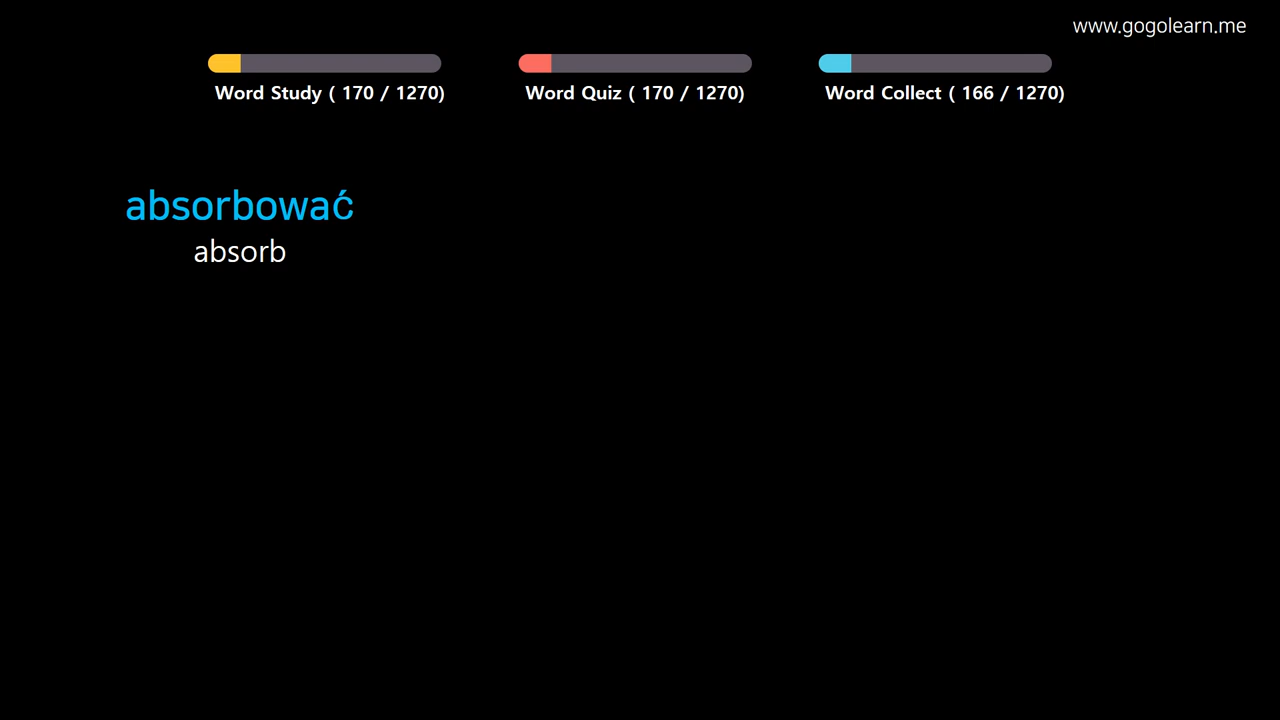 www.gogolearn.me
Word Study ( 170 / 1270)
Word Quiz ( 170 / 1270)
Word Collect ( 166 / 1270)
absorbować
absorb